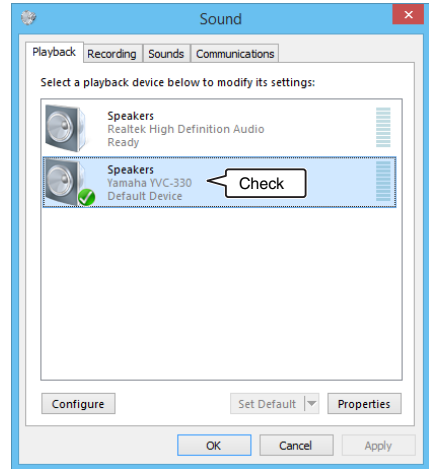 Sound
Playback Recording Sounds Communications
Select a playback device below to modify its settings:
Speakers
Realtek High Definition Audio
Ready
Speakers
Yamaha YVC-330
Default Device
Check
Configure Set Default Properties
OK Cancel Apply